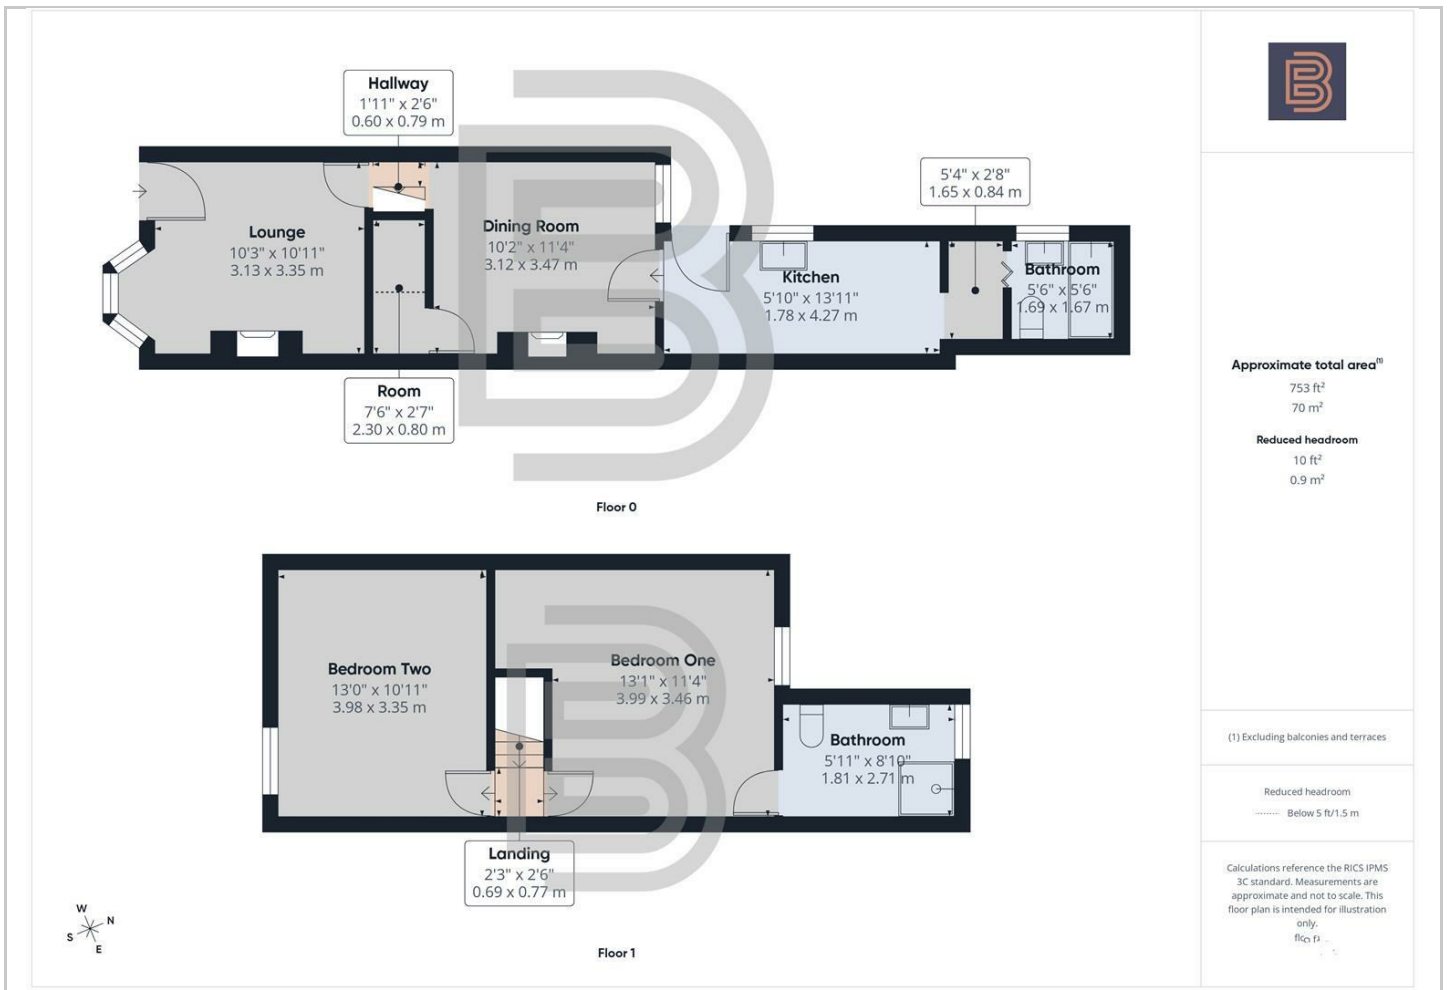 Hallway
1'11" x 2'6"
0.60 x 0.79 m
5'4" x 2'8"
1.65 x 0.84 m
Lounge
10'3" x 10'11"
3.13 x 3.35 m
Dining Room
10'2" x 11'4"
3.12 x 3.47 m
Kitchen
5'10" x 13'11"
1.78 x 4.27 m
Bathroom
5'6" x 5'6"
1.69 x 1.67 m
Room
7'6" x 2'7"
2.30 x 0.80 m
Floor 0
Bedroom Two
13'0" x 10'11"
3.98 x 3.35 m
Bedroom One
13'1" x 11'4"
3.99 x 3.46 m
Bathroom
5'11" x 8'10"
1.81 x 2.71 m
Landing
2'3" x 2'6"
0.69 x 0.77 m
Floor 1
W
N
S
E
B
Approximate total area(1)
753 ft²
70 m²
Reduced headroom
10 ft²
0.9 m²
(1) Excluding balconies and terraces
Reduced headroom
Below 5 ft/1.5 m
Calculations reference the RICS IPMS
3C standard. Measurements are
approximate and not to scale. This
floor plan is intended for illustration
only.